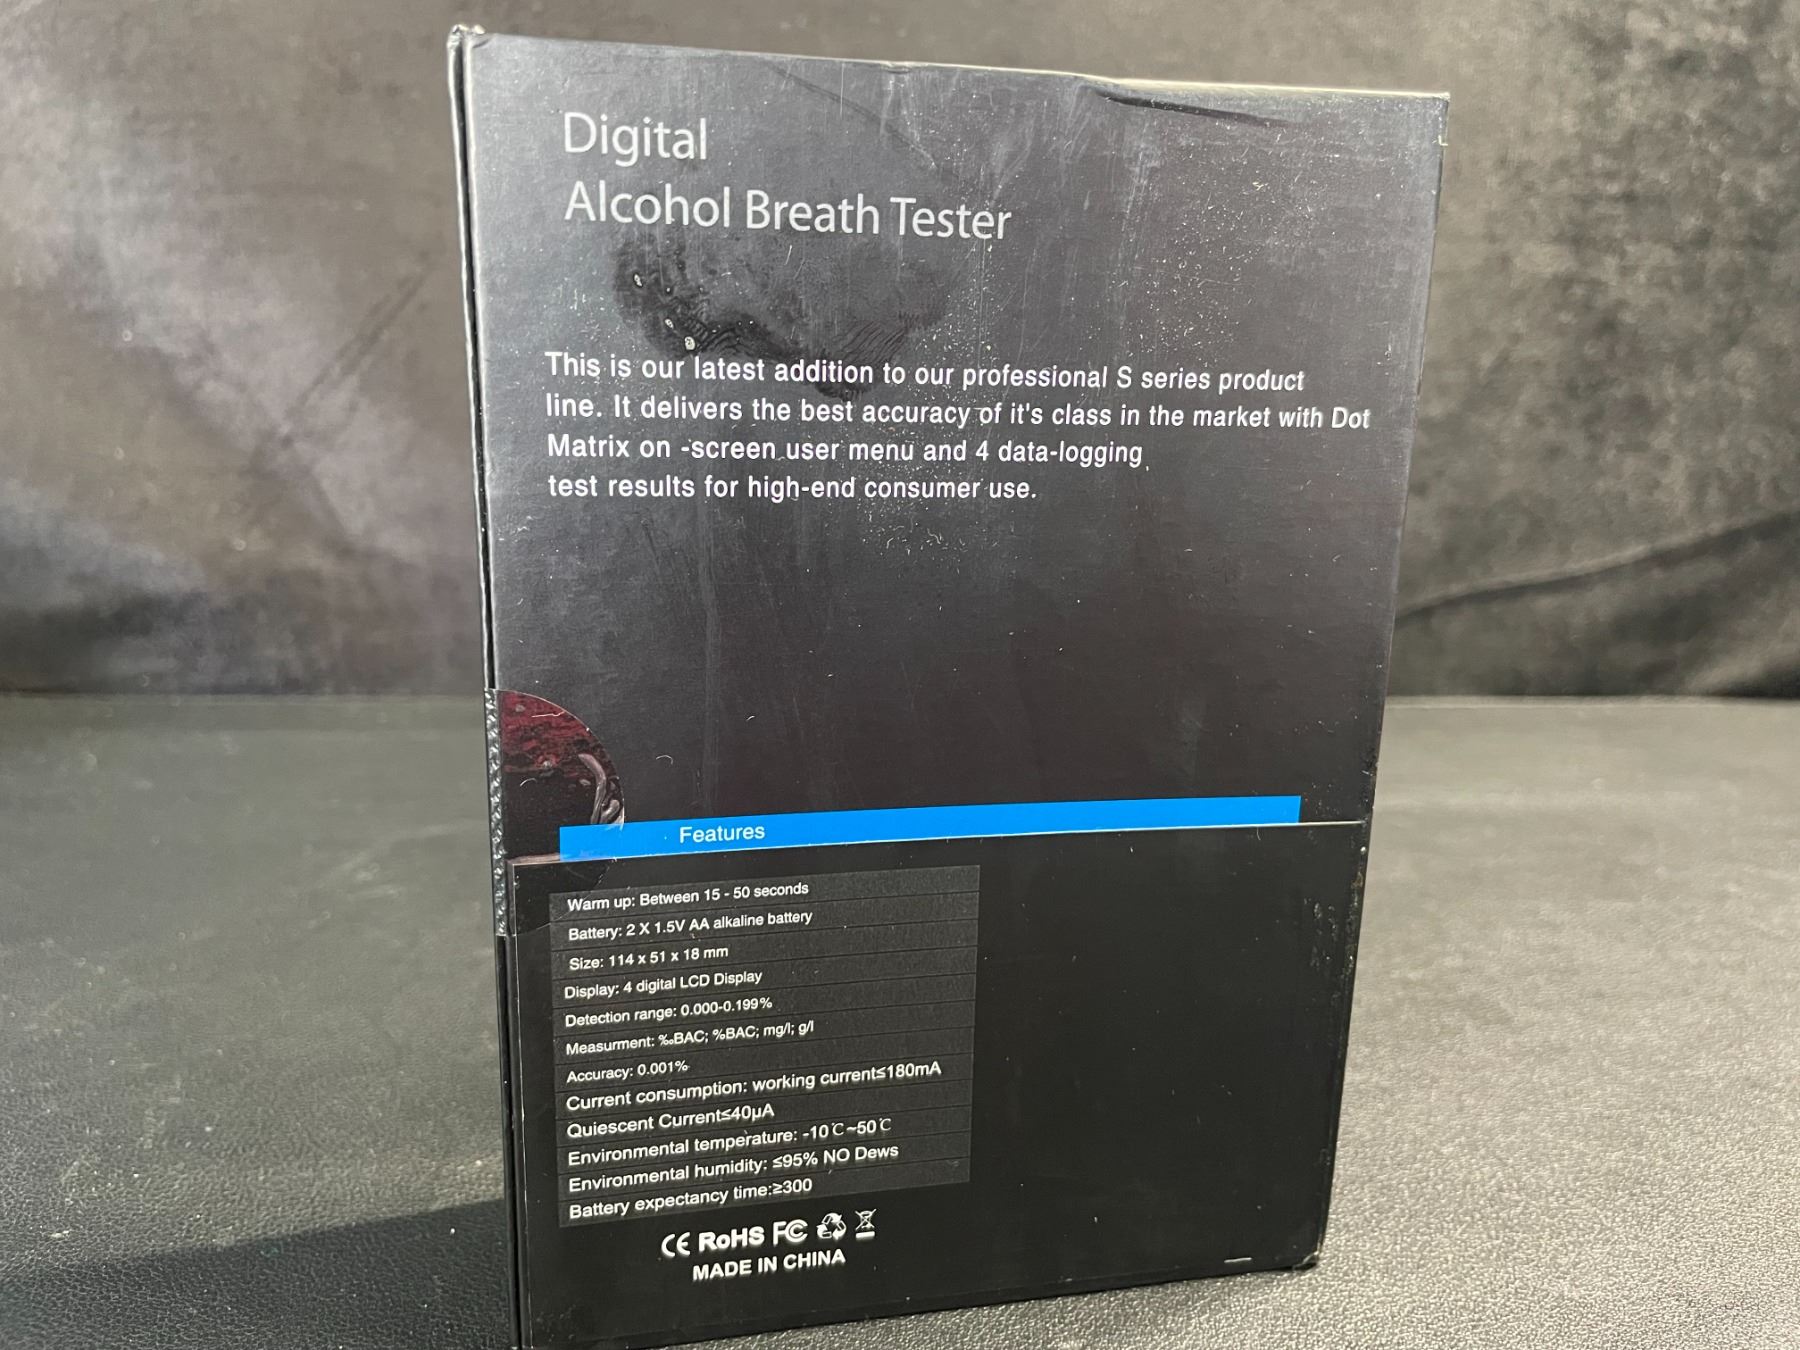 Digital
Alcohol Breath Tester
This is our latest addition to our professional S series product
line. It delivers the best accuracy of it's class in the market with Dot
Matrix on -screen user menu and 4 data-logging
test results for high-end consumer use.
Features
Warm up: Between 15 - 50 seconds
Battery: 2 X 1.5V AA alkaline battery
Size: 114 x 51 x 18 mm
Display: 4 digital LCD Display
Detection range: 0.000-0.199%
Measurment: ‰BAC; %BAC; mg/l; g/l
Accuracy: 0.001%
Current consumption: working current≤180mA
Quiescent Current≤40μA
Environmental temperature: -10℃~50℃
Environmental humidity: ≤95% NO Dews
Battery expectancy time:≥300
CE RoHS FC
MADE IN CHINA